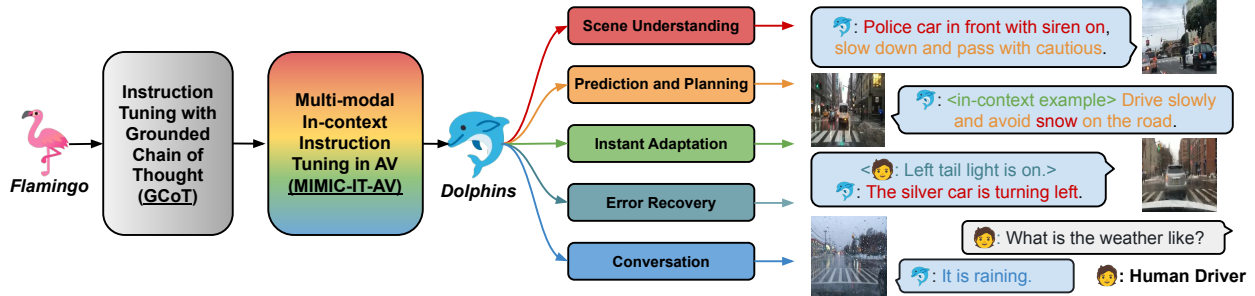 Flamingo
Instruction
Tuning with
Grounded
Chain of
Thought
(GCoT)
Multi-modal
In-context
Instruction
Tuning in AV
(MIMIC-IT-AV)
Dolphins
Scene Understanding
Prediction and Planning
Instant Adaptation
Error Recovery
Conversation
: Police car in front with siren on,
slow down and pass with cautious.
: <in-context example> Drive slowly
and avoid snow on the road.
<: Left tail light is on.>
: The silver car is turning left.
: What is the weather like?
: It is raining.
: Human Driver